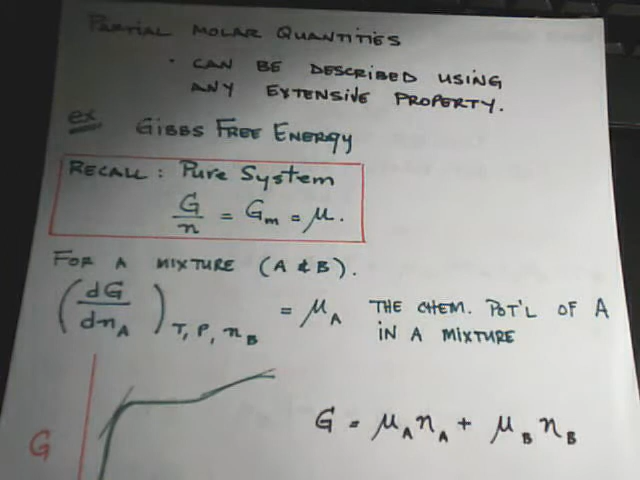 PARTIAL MOLAR QUANTITIES
· CAN BE DESCRIBED USING
ANY EXTENSIVE PROPERTY.
ex GIBBS FREE ENERGY
RECALL: Pure System
G/n = Gm = μ.
FOR A MIXTURE (A & B).
(dG/dnA)T, P, nB = μA THE CHEM. POT'L OF A
IN A MIXTURE
G
G = μAnA + μBnB